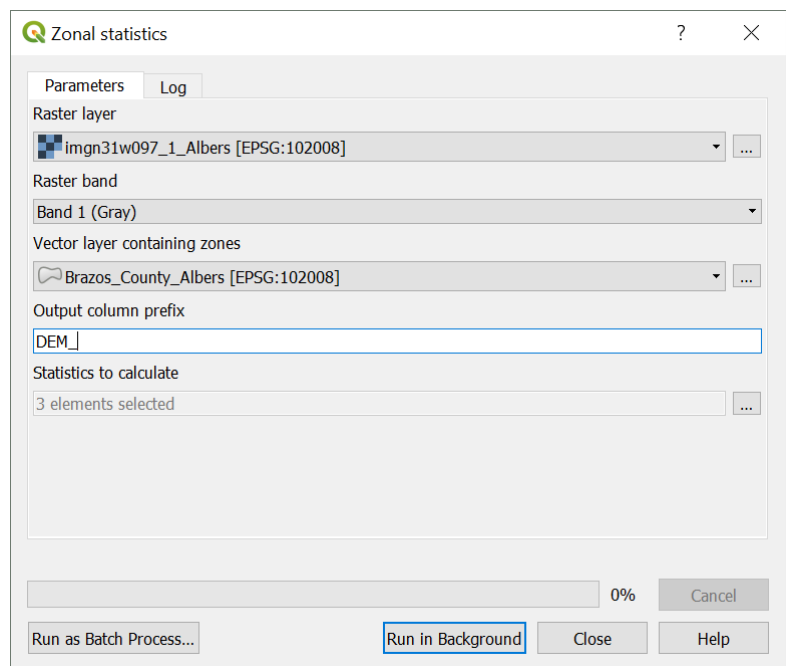 Zonal statistics
?
Parameters
Log
Raster layer
imgn31w097_1_Albers [EPSG:102008]
...
Raster band
Band 1 (Gray)
Vector layer containing zones
Brazos_County_Albers [EPSG:102008]
...
Output column prefix
DEM_
Statistics to calculate
3 elements selected
...
0%
Cancel
Run as Batch Process...
Run in Background
Close
Help